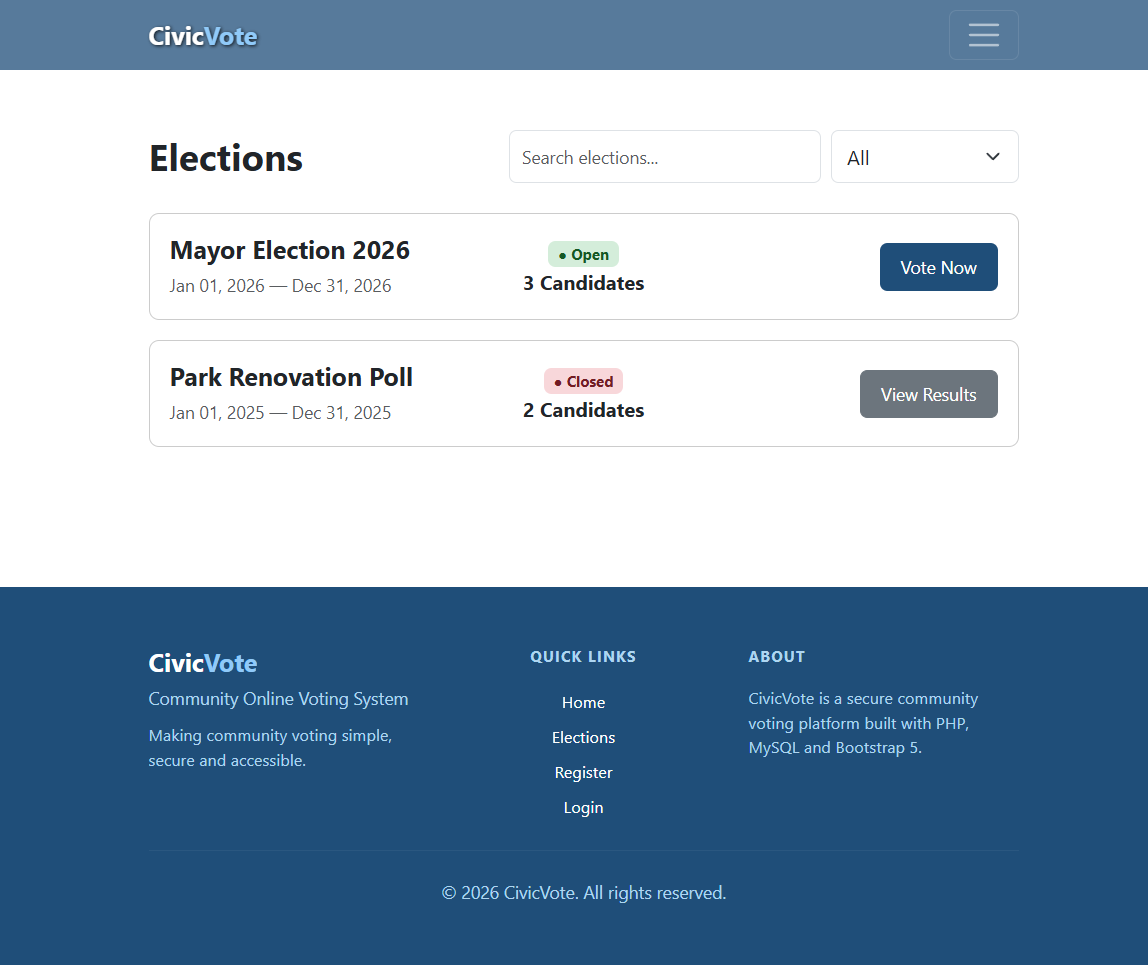 CivicVote
Elections
Search elections...
All
Mayor Election 2026
Jan 01, 2026 — Dec 31, 2026
● Open
3 Candidates
Vote Now
Park Renovation Poll
Jan 01, 2025 — Dec 31, 2025
● Closed
2 Candidates
View Results
CivicVote
Community Online Voting System
Making community voting simple,
secure and accessible.
QUICK LINKS
Home
Elections
Register
Login
ABOUT
CivicVote is a secure community
voting platform built with PHP,
MySQL and Bootstrap 5.
© 2026 CivicVote. All rights reserved.